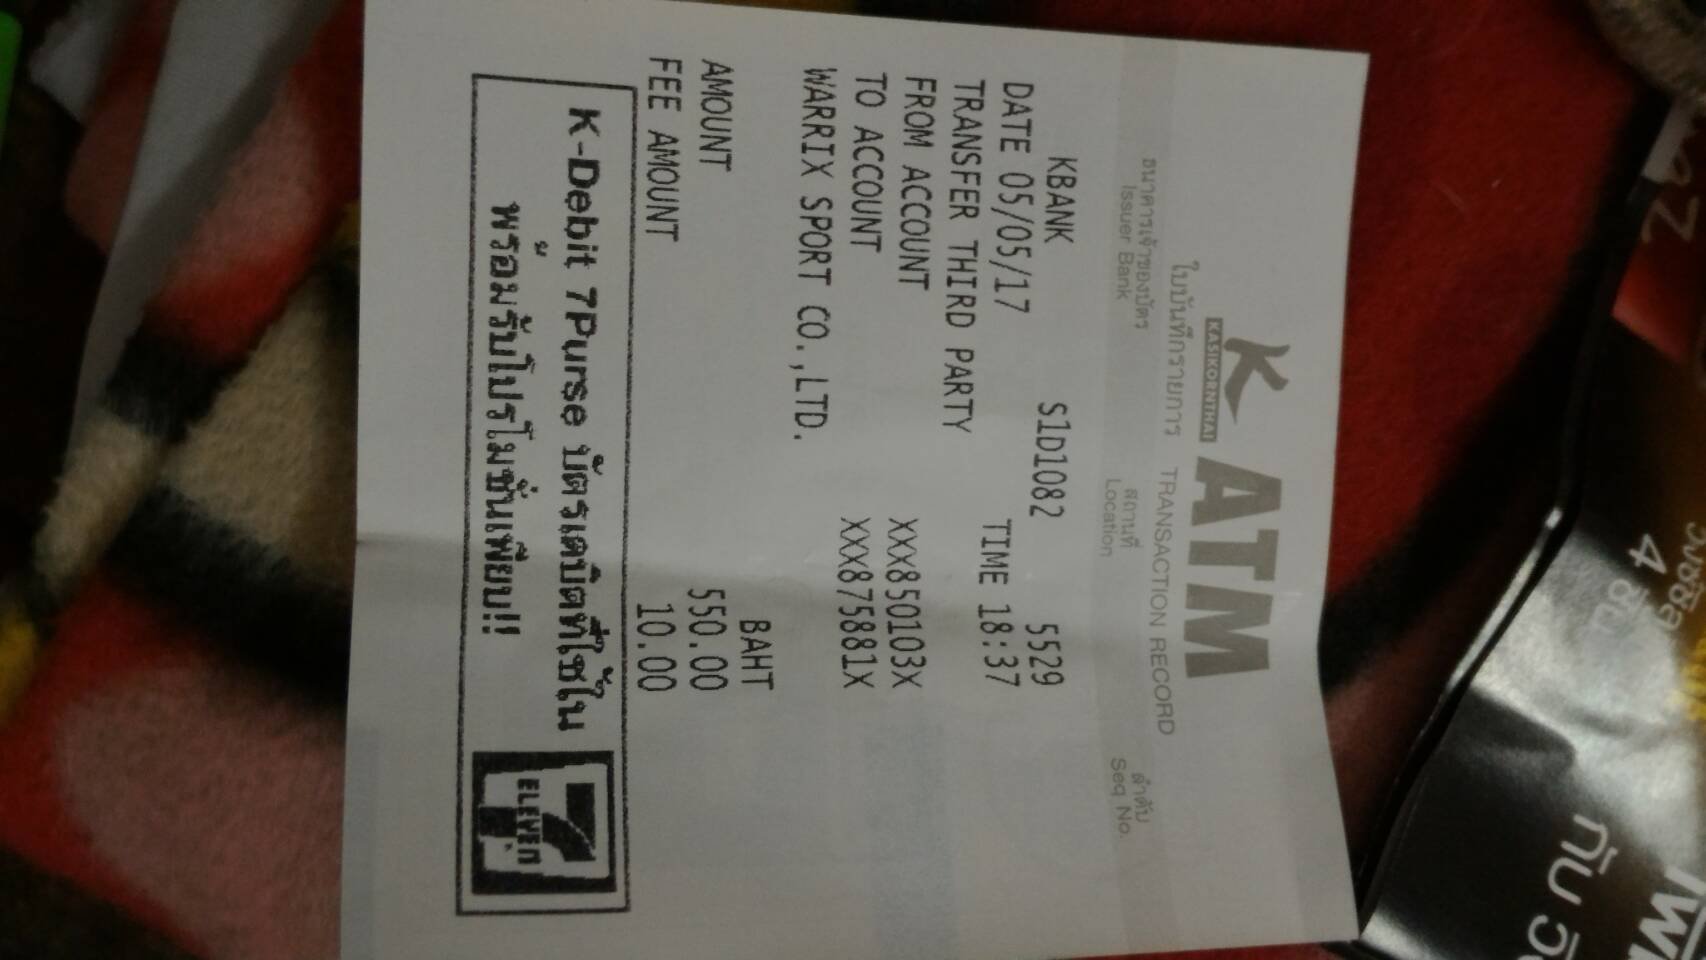 K ATM
KASIKORNTHAI
ใบบันทึกรายการ TRANSACTION RECORD
ธนาคารเจ้าของบัตร สถานที่ ลำดับ
Issuer Bank Location Seq No.
KBANK S1D1082 5529
DATE 05/05/17 TIME 18:37
TRANSFER THIRD PARTY
FROM ACCOUNT XXX850103X
TO ACCOUNT XXX875881X
WARRIX SPORT CO.,LTD.
BAHT
AMOUNT 550.00
FEE AMOUNT 10.00
K-Debit 7Purse บัตรเดบิตที่ใช้ใน
พร้อมรับโปรโมชั่นเพียบ!!
7 ELEVEn
4 ชั้น
กับ